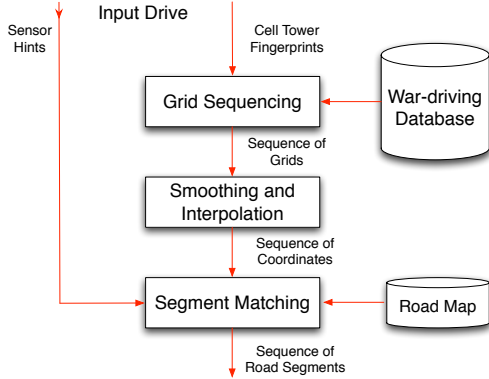 Input Drive
Sensor
Hints
Cell Tower
Fingerprints
Grid Sequencing
War-driving
Database
Sequence of
Grids
Smoothing and
Interpolation
Sequence of
Coordinates
Segment Matching
Road Map
Sequence of
Road Segments